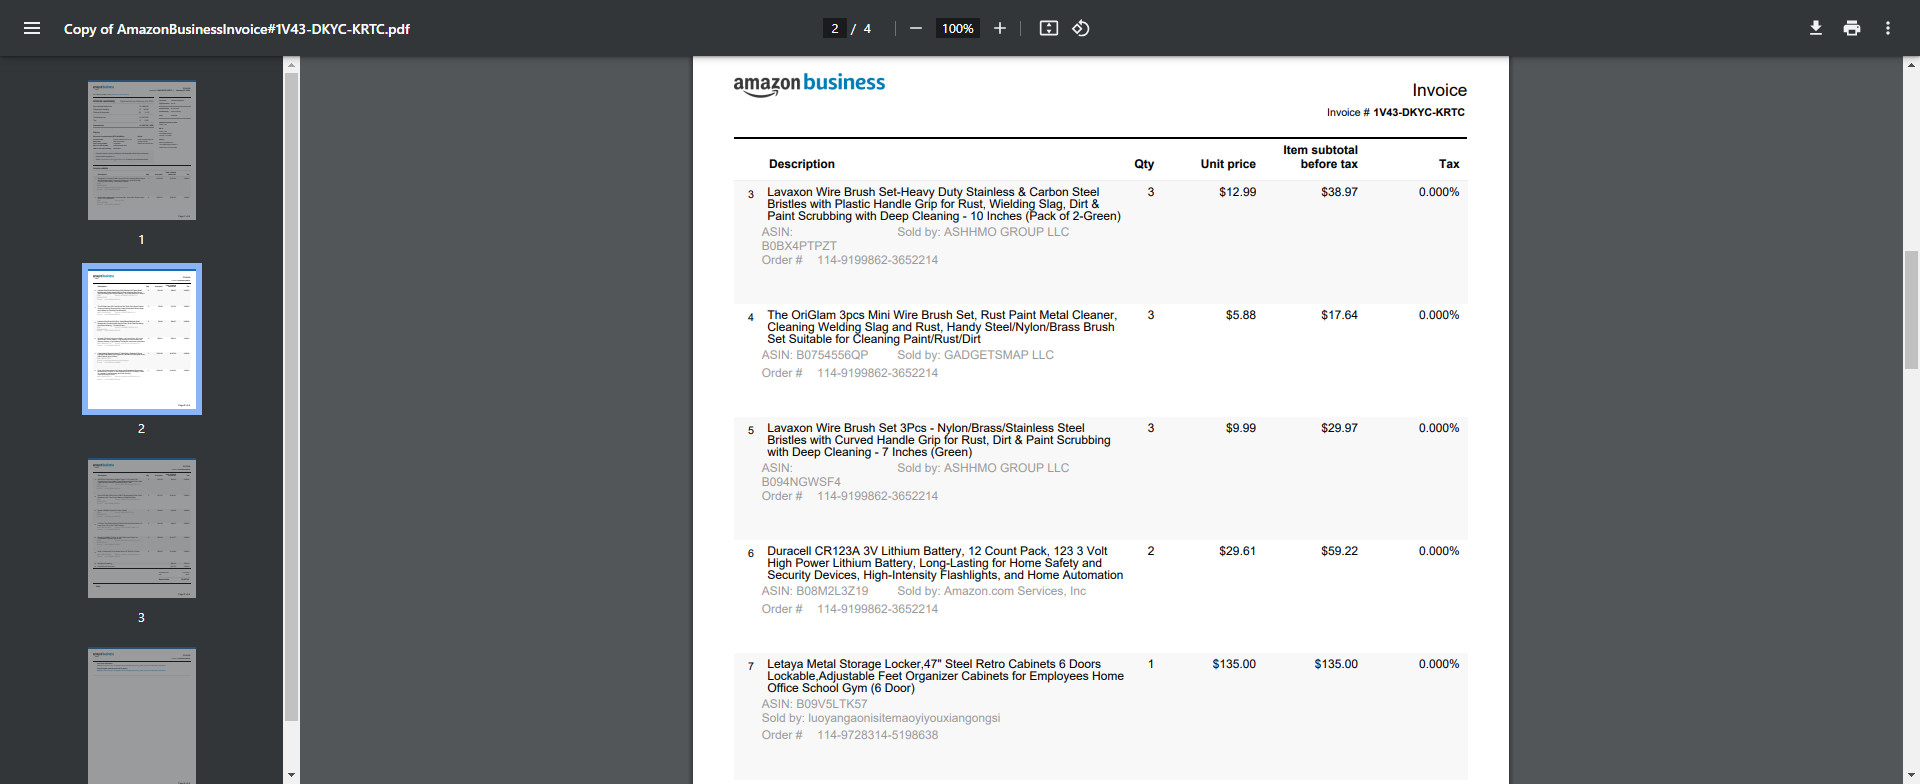 Copy of AmazonBusinessInvoice#1V43-DKYC-KRTC.pdf
2 / 4
100%
1
2
3
amazon business
Invoice
Invoice # 1V43-DKYC-KRTC
Description Qty Unit price Item subtotal before tax Tax
3 Lavaxon Wire Brush Set-Heavy Duty Stainless & Carbon Steel 3 $12.99 $38.97 0.000%
Bristles with Plastic Handle Grip for Rust, Wielding Slag, Dirt &
Paint Scrubbing with Deep Cleaning - 10 Inches (Pack of 2-Green)
ASIN: Sold by: ASHHMO GROUP LLC
B0BX4PTPZT
Order # 114-9199862-3652214
4 The OriGlam 3pcs Mini Wire Brush Set, Rust Paint Metal Cleaner, 3 $5.88 $17.64 0.000%
Cleaning Welding Slag and Rust, Handy Steel/Nylon/Brass Brush
Set Suitable for Cleaning Paint/Rust/Dirt
ASIN: B0754556QP Sold by: GADGETSMAP LLC
Order # 114-9199862-3652214
5 Lavaxon Wire Brush Set 3Pcs - Nylon/Brass/Stainless Steel 3 $9.99 $29.97 0.000%
Bristles with Curved Handle Grip for Rust, Dirt & Paint Scrubbing
with Deep Cleaning - 7 Inches (Green)
ASIN: Sold by: ASHHMO GROUP LLC
B094NGWSF4
Order # 114-9199862-3652214
6 Duracell CR123A 3V Lithium Battery, 12 Count Pack, 123 3 Volt 2 $29.61 $59.22 0.000%
High Power Lithium Battery, Long-Lasting for Home Safety and
Security Devices, High-Intensity Flashlights, and Home Automation
ASIN: B08M2L3Z19 Sold by: Amazon.com Services, Inc
Order # 114-9199862-3652214
7 Letaya Metal Storage Locker,47" Steel Retro Cabinets 6 Doors 1 $135.00 $135.00 0.000%
Lockable,Adjustable Feet Organizer Cabinets for Employees Home
Office School Gym (6 Door)
ASIN: B09V5LTK57
Sold by: luoyangaonisitemaoyiyouxiangongsi
Order # 114-9728314-5198638